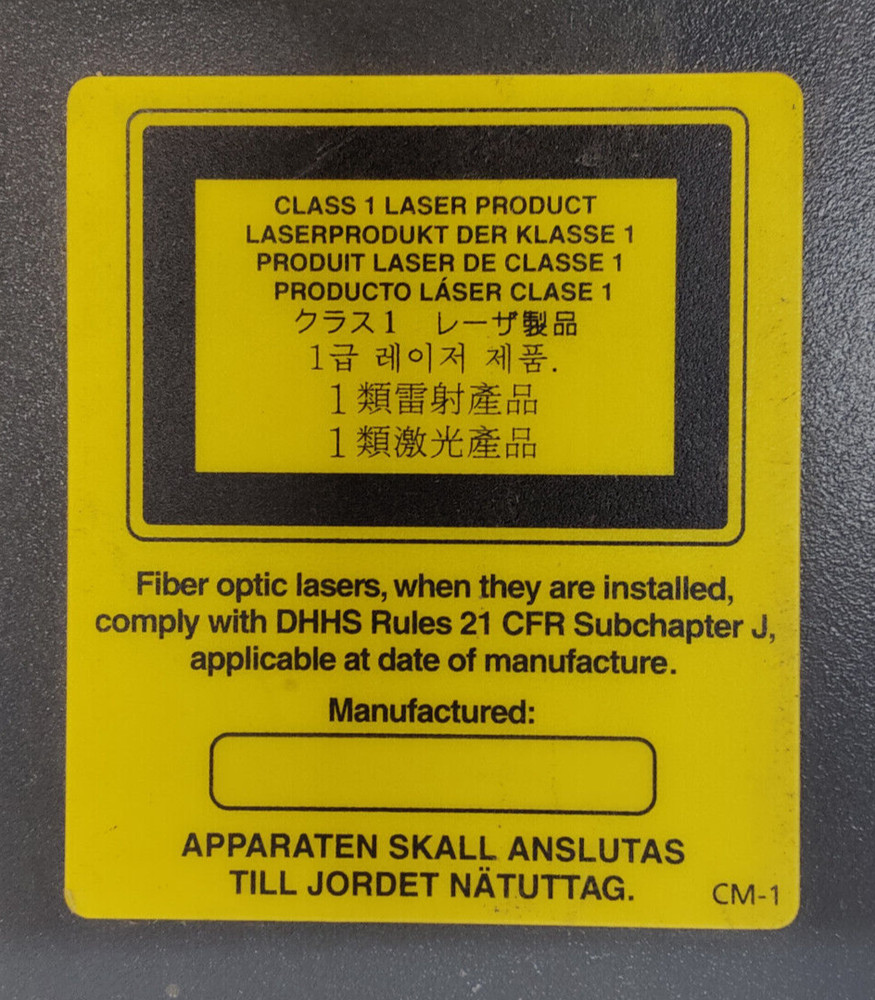 CLASS 1 LASER PRODUCT
LASERPRODUKT DER KLASSE 1
PRODUIT LASER DE CLASSE 1
PRODUCTO LÁSER CLASE 1
クラス1 レーザ製品
1급 레이저 제품.
1類雷射產品
1類激光產品
Fiber optic lasers, when they are installed,
comply with DHHS Rules 21 CFR Subchapter J,
applicable at date of manufacture.
Manufactured:
APPARATEN SKALL ANSLUTAS
TILL JORDET NÄTUTTAG.
CM-1